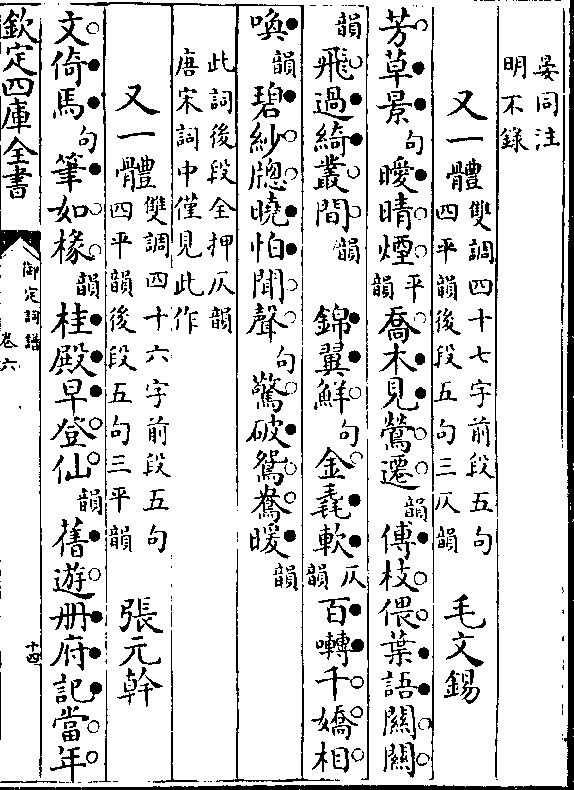 晏同注
明不錄
又一體雙調四十七字前段五句
四平韻後段五句三仄韻 毛文錫
芳草景句曖晴煙平韻喬木見鶯遷韻傅枝偎葉語關關
韻飛過綺叢間韻 錦翼鮮句金毳軟仄韻百囀千嬌相
喚韻碧紗牕曉怕聞聲句驚破鴛鴦暖韻
此詞後段全押仄韻
唐宋詞中僅見此作
又一體雙調四十六字前段五句
四平韻後段五句三平韻 張元幹
文倚馬句筆如椽韻桂殿早登仙韻舊遊册府記當年
欽定四庫全書
御定詞譜
卷六
十四